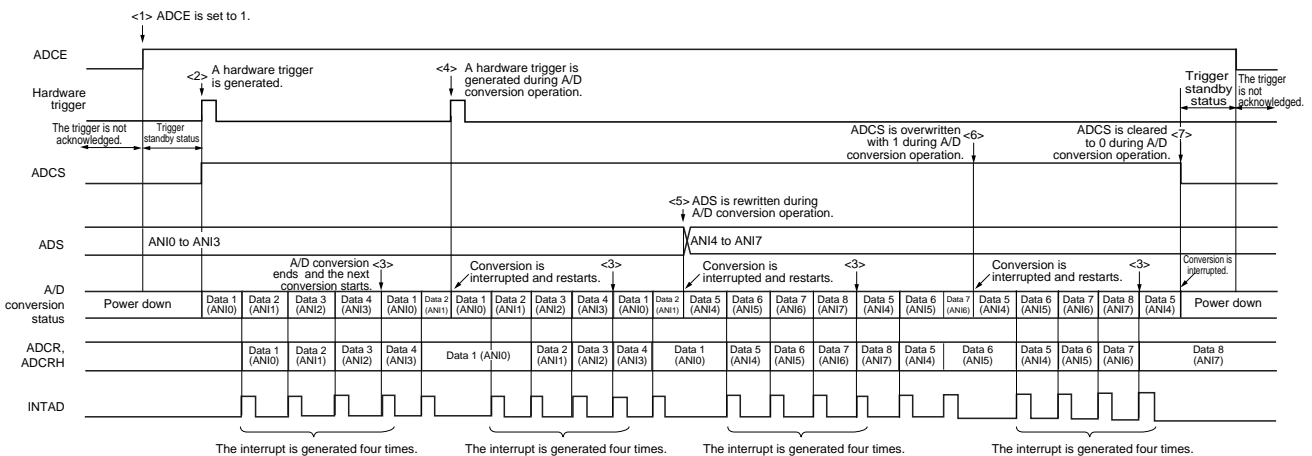 <1> ADCE is set to 1.
ADCE
<2> A hardware trigger
is generated.
<4> A hardware trigger is
generated during A/D
conversion operation.
Trigger
standby
status
The trigger
is not
acknowledged.
Hardware
trigger
The trigger is not
acknowledged.
Trigger
standby status
ADCS is overwritten
with 1 during A/D
conversion operation.
<6>
ADCS is cleared
to 0 during A/D
conversion operation.
<7>
ADCS
<5> ADS is rewritten during
A/D conversion operation.
ADS
ANI0 to ANI3
ANI4 to ANI7
A/D conversion
ends and the next
conversion starts.
<3>
Conversion is
interrupted and restarts.
<3>
Conversion is
interrupted and restarts.
<3>
Conversion is
interrupted and restarts.
<3>
Conversion is
interrupted.
A/D
conversion
status
Power down
Data 1 (ANI0)
Data 2 (ANI1)
Data 3 (ANI2)
Data 4 (ANI3)
Data 1 (ANI0)
Data 2 (ANI1)
Data 1 (ANI0)
Data 2 (ANI1)
Data 3 (ANI2)
Data 4 (ANI3)
Data 1 (ANI0)
Data 2 (ANI1)
Data 5 (ANI4)
Data 6 (ANI5)
Data 7 (ANI6)
Data 8 (ANI7)
Data 5 (ANI4)
Data 6 (ANI5)
Data 7 (ANI6)
Data 5 (ANI4)
Data 6 (ANI5)
Data 7 (ANI6)
Data 8 (ANI7)
Data 5 (ANI4)
Power down
ADCR,
ADCRH
Data 1 (ANI0)
Data 2 (ANI1)
Data 3 (ANI2)
Data 4 (ANI3)
Data 1 (ANI0)
Data 2 (ANI1)
Data 3 (ANI2)
Data 4 (ANI3)
Data 1 (ANI0)
Data 5 (ANI4)
Data 6 (ANI5)
Data 7 (ANI6)
Data 8 (ANI7)
Data 5 (ANI4)
Data 6 (ANI5)
Data 5 (ANI4)
Data 6 (ANI5)
Data 7 (ANI6)
Data 8 (ANI7)
INTAD
The interrupt is generated four times.
The interrupt is generated four times.
The interrupt is generated four times.
The interrupt is generated four times.